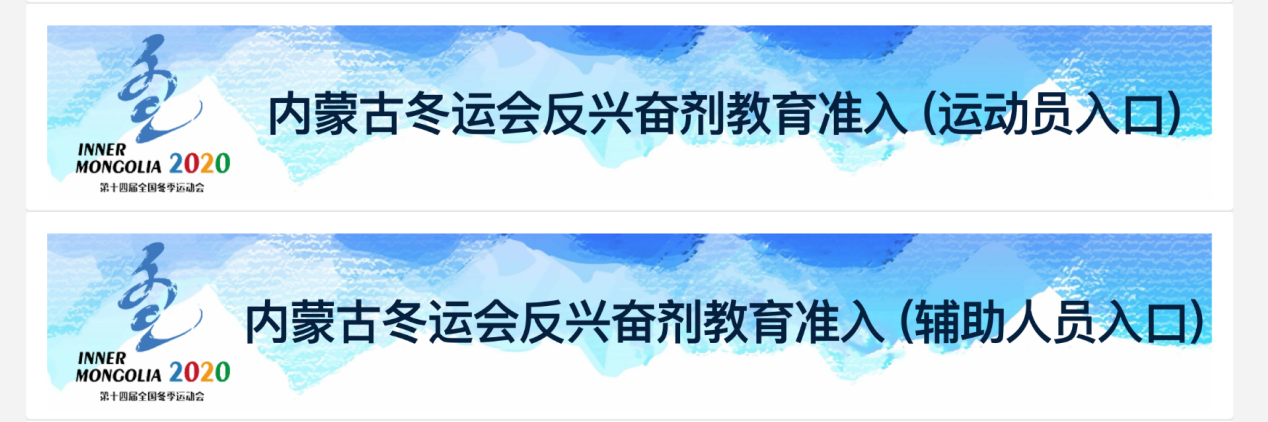 内蒙古冬运会反兴奋剂教育准入（运动员入口）
INNER
MONGOLIA 2020
第十四届全国冬季运动会
内蒙古冬运会反兴奋剂教育准入（辅助人员入口）
INNER
MONGOLIA 2020
第十四届全国冬季运动会